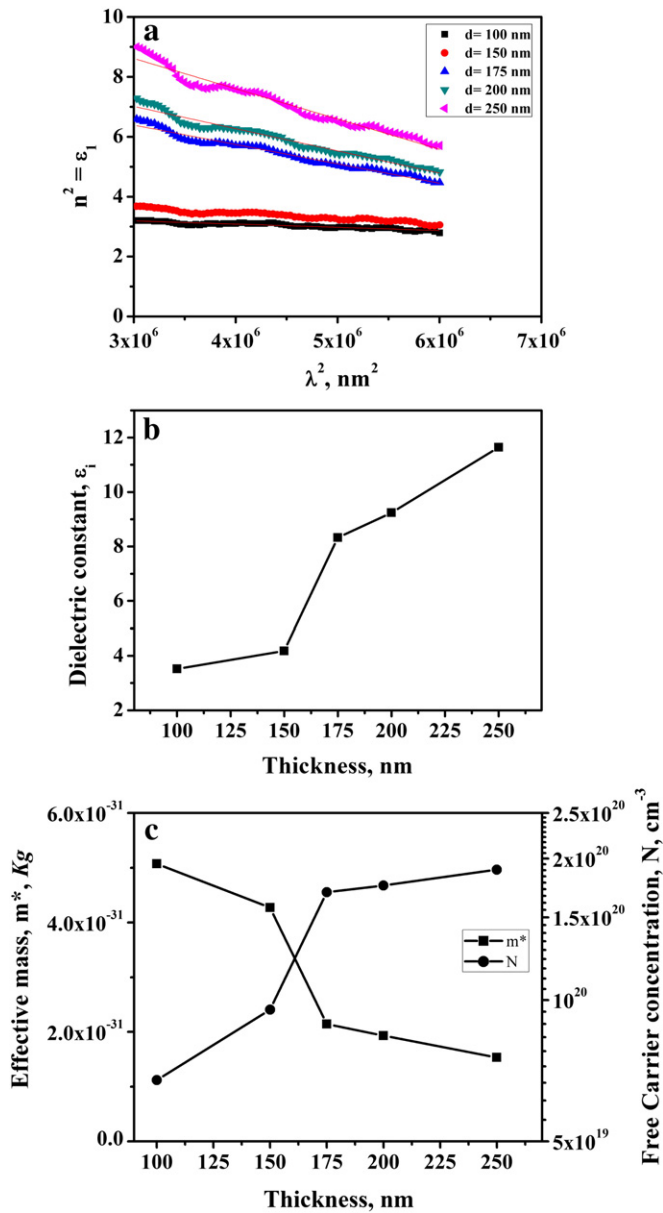 a
d= 100 nm
d= 150 nm
d= 175 nm
d= 200 nm
d= 250 nm
10
8
6
4
2
0
n² = ε₁
3x10⁶ 4x10⁶ 5x10⁶ 6x10⁶ 7x10⁶
λ², nm²
b
12
10
8
6
4
2
Dielectric constant, εᵢ
100 125 150 175 200 225 250
Thickness, nm
c
6.0x10⁻³¹
4.0x10⁻³¹
2.0x10⁻³¹
0.0
Effective mass, m*, Kg
m*
N
2.5x10²⁰
2x10²⁰
1.5x10²⁰
10²⁰
5x10¹⁹
Free Carrier concentration, N, cm⁻³
100 125 150 175 200 225 250
Thickness, nm